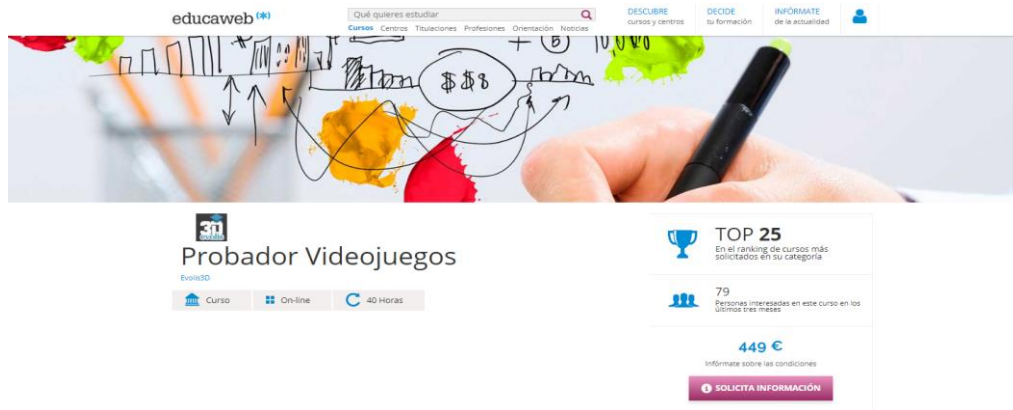 educaweb (*)
Qué quieres estudiar
Cursos Centros Titulaciones Profesiones Orientación Noticias
DESCUBRE
cursos y centros
DECIDE
tu formación
INFÓRMATE
de la actualidad
+ 6
$ $ $
3D
evolis
Probador Videojuegos
Evolis3D
Curso
On-line
40 Horas
TOP 25
En el ranking de cursos más
solicitados en su categoría
79
Personas interesadas en este curso en los
últimos tres meses
449 €
Infórmate sobre las condiciones
SOLICITA INFORMACIÓN